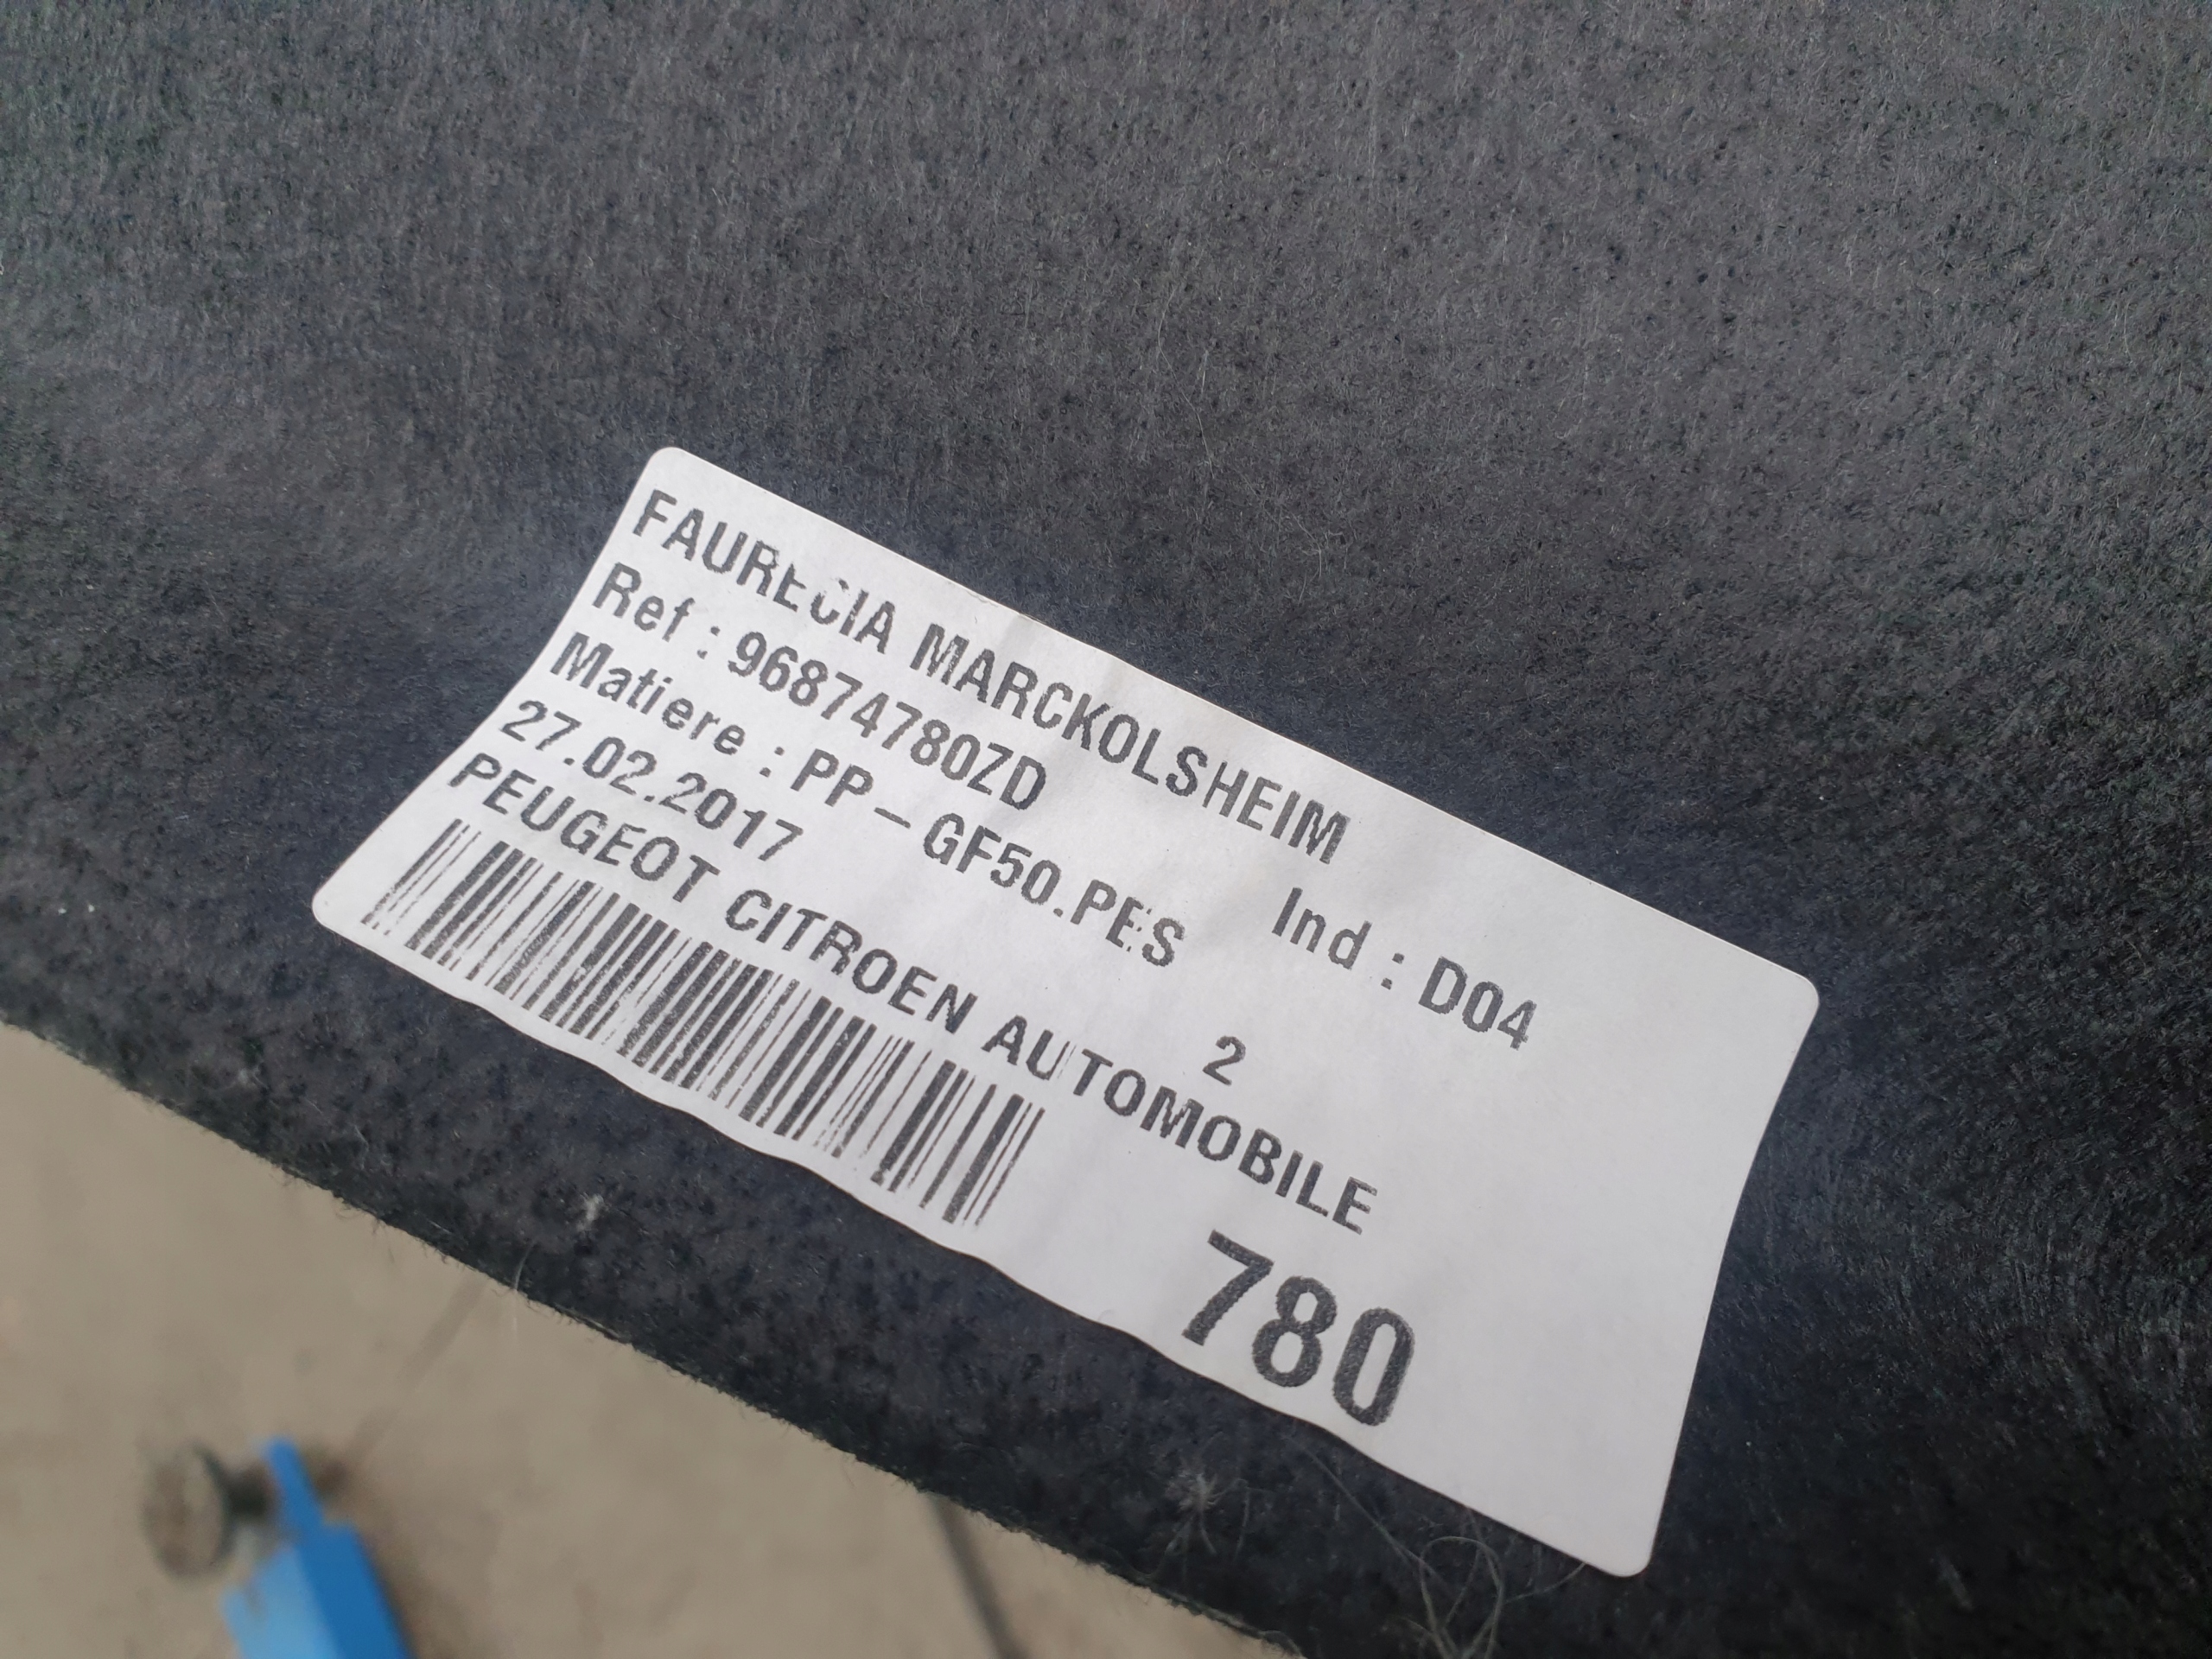 FAURECIA MARCKOLSHEIM
Ref : 96874780ZD Ind : D04
Matiere : PP-GF50.PES
27.02.2017 2
PEUGEOT CITROEN AUTOMOBILE
780